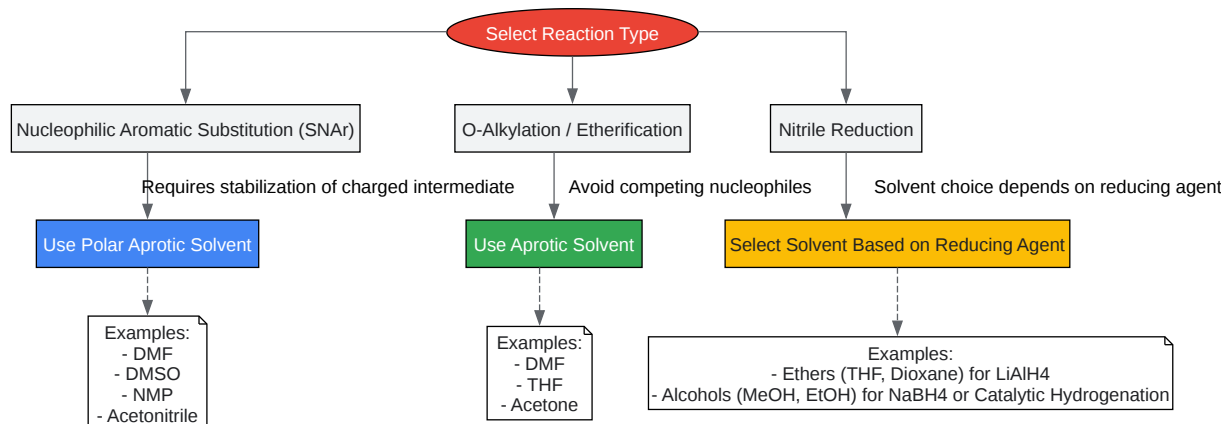 Select Reaction Type
Nucleophilic Aromatic Substitution (SNAr)
O-Alkylation / Etherification
Nitrile Reduction
Requires stabilization of charged intermediate
Avoid competing nucleophiles
Solvent choice depends on reducing agent
Use Polar Aprotic Solvent
Use Aprotic Solvent
Select Solvent Based on Reducing Agent
Examples:
- DMF
- DMSO
- NMP
- Acetonitrile
Examples:
- DMF
- THF
- Acetone
Examples:
- Ethers (THF, Dioxane) for LiAlH4
- Alcohols (MeOH, EtOH) for NaBH4 or Catalytic Hydrogenation